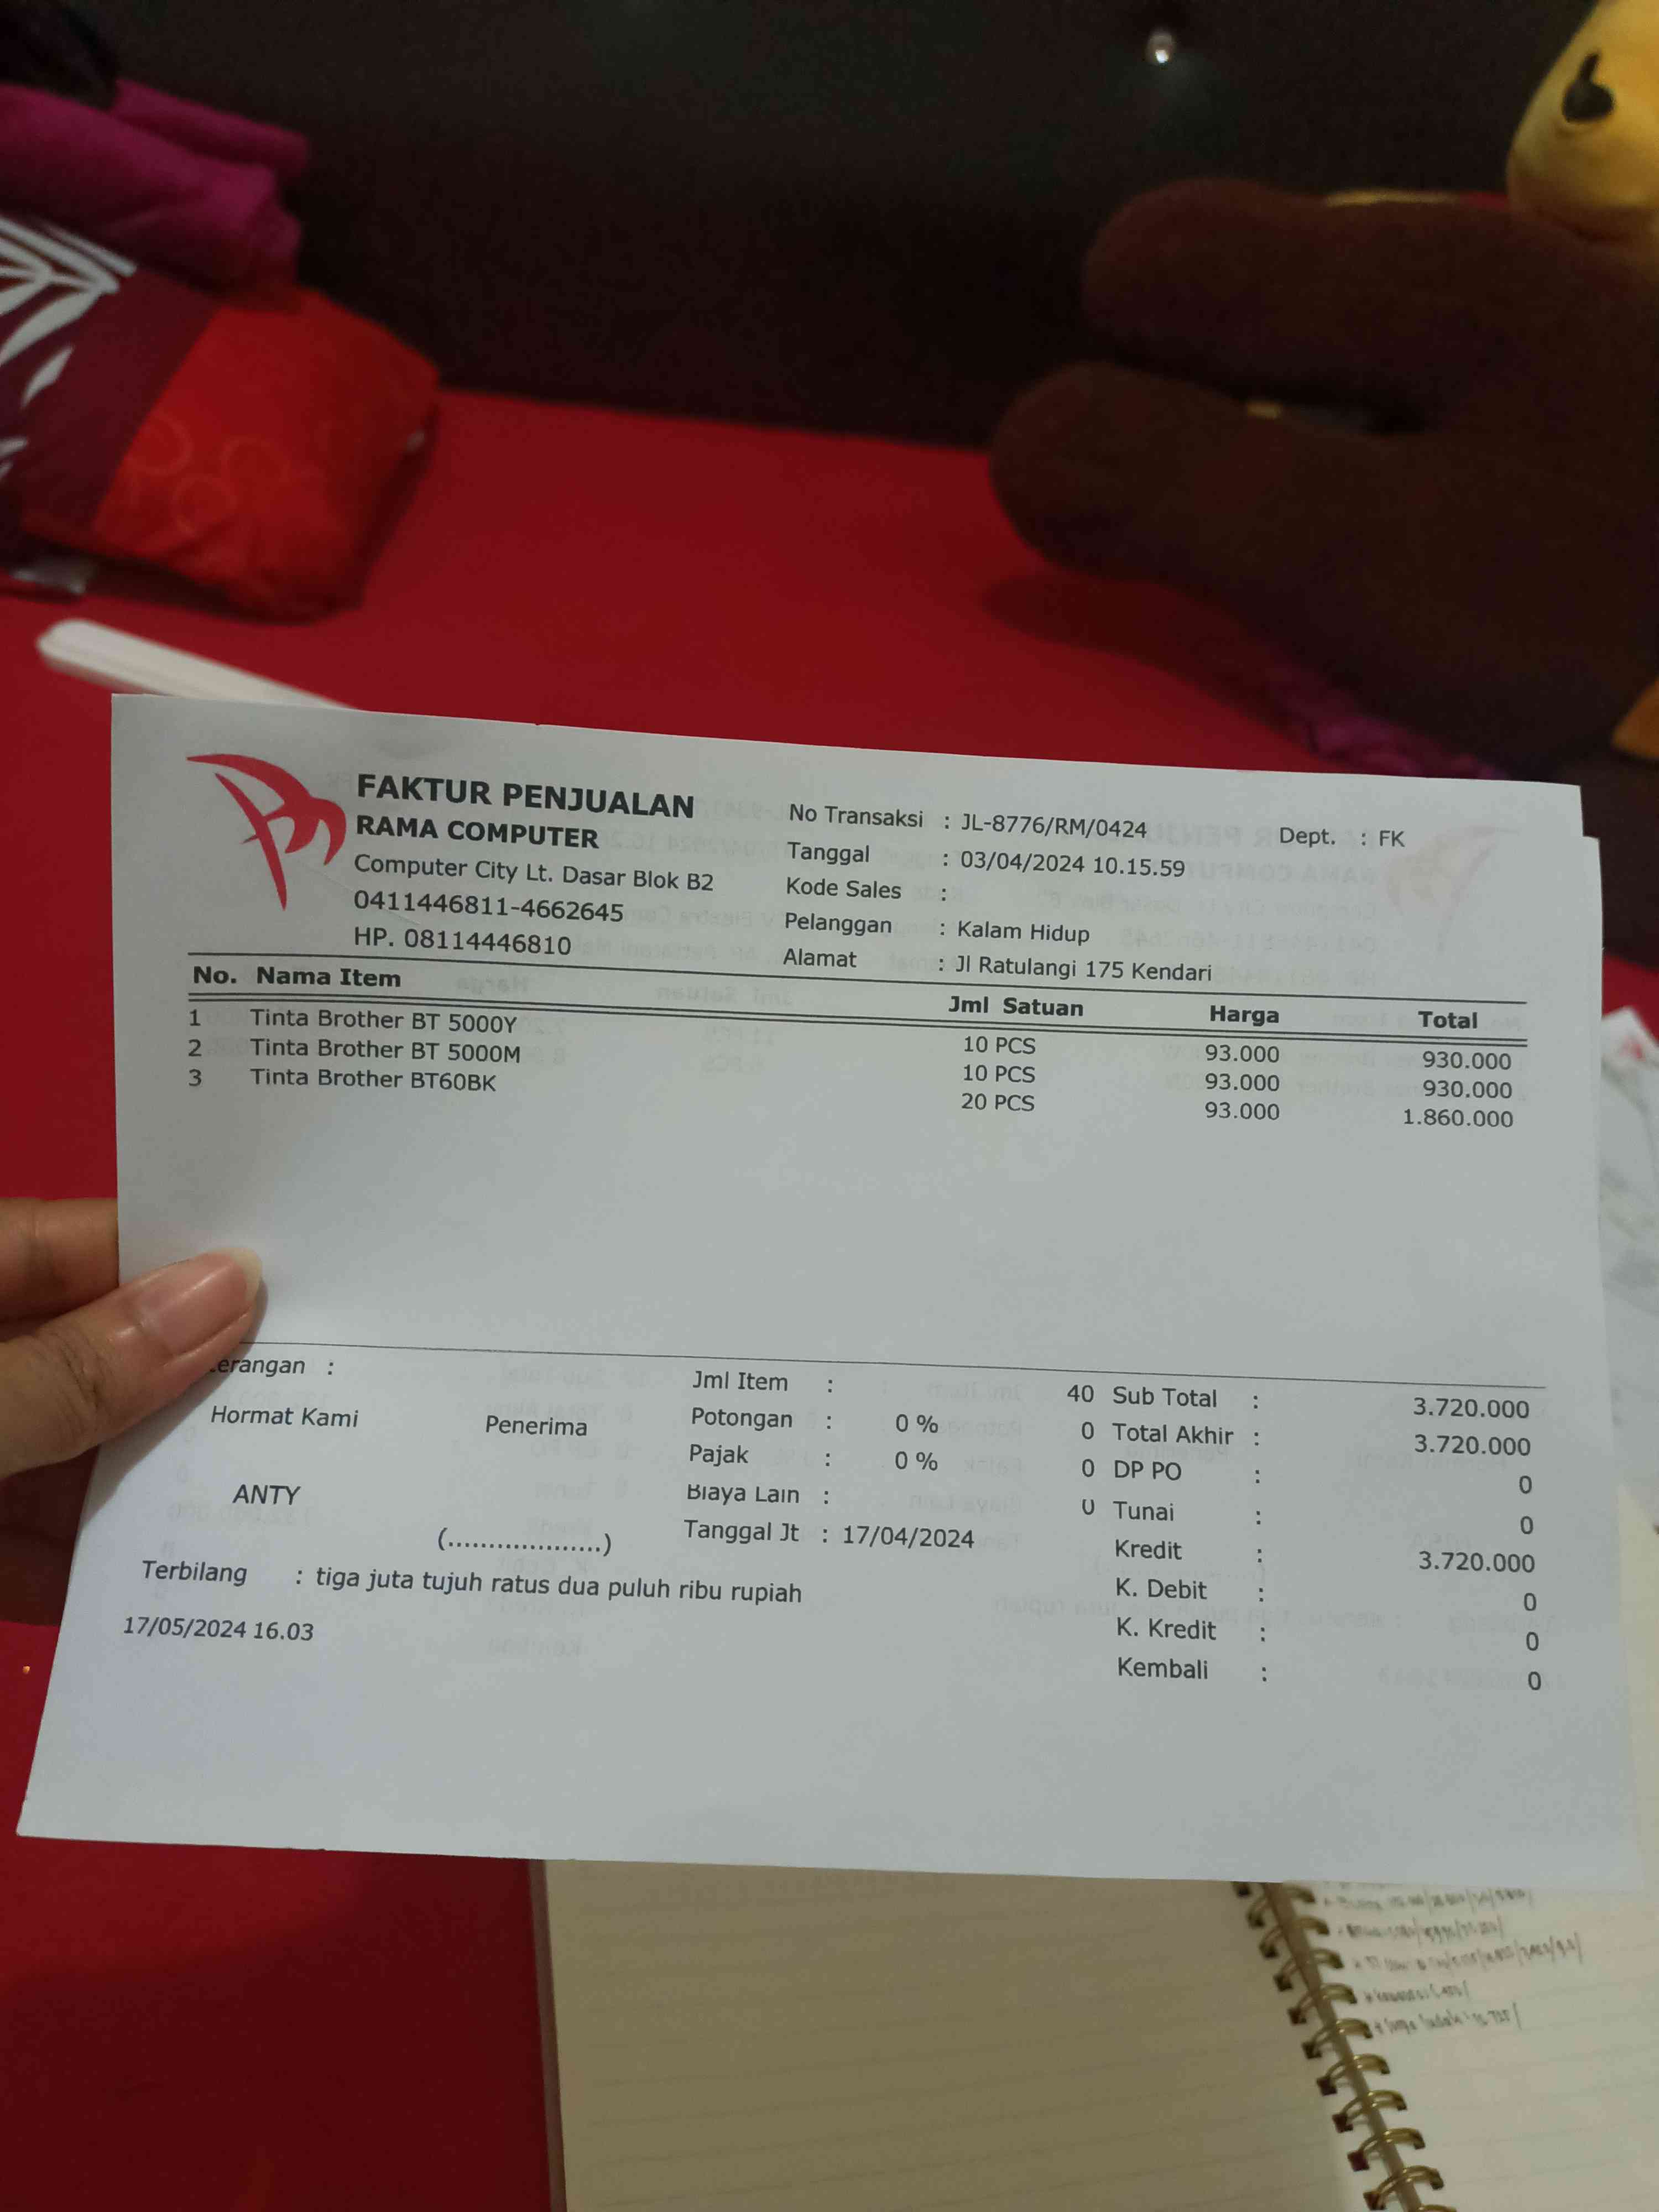 FAKTUR PENJUALAN
RAMA COMPUTER
Computer City Lt. Dasar Blok B2
0411446811-4662645
HP. 08114446810
No Transaksi : JL-8776/RM/0424 Dept. : FK
Tanggal : 03/04/2024 10.15.59
Kode Sales :
Pelanggan : Kalam Hidup
Alamat : Jl Ratulangi 175 Kendari
No. Nama Item Jml Satuan Harga Total
1 Tinta Brother BT 5000Y 10 PCS 93.000 930.000
2 Tinta Brother BT 5000M 10 PCS 93.000 930.000
3 Tinta Brother BT60BK 20 PCS 93.000 1.860.000
erangan :
Hormat Kami Penerima
ANTY
(...................)
Jml Item : 40
Potongan : 0 % 0
Pajak : 0 % 0
Biaya Lain : 0
Tanggal Jt : 17/04/2024
Sub Total : 3.720.000
Total Akhir : 3.720.000
DP PO : 0
Tunai : 0
Kredit : 3.720.000
K. Debit : 0
K. Kredit : 0
Kembali : 0
Terbilang : tiga juta tujuh ratus dua puluh ribu rupiah
17/05/2024 16.03